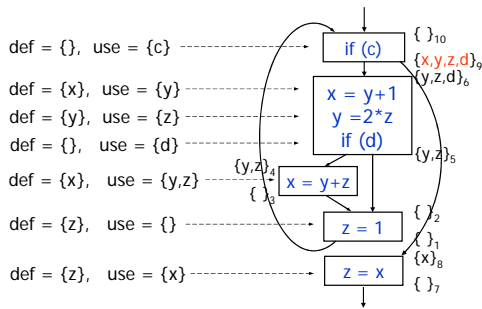 { }10
def = {}, use = {c}
if (c)
{x,y,z,d}9
{y,z,d}6
def = {x}, use = {y}
x = y+1
def = {y}, use = {z}
y =2*z
def = {}, use = {d}
if (d)
{y,z}5
{y,z}4
def = {x}, use = {y,z}
x = y+z
{ }3
{ }2
def = {z}, use = {}
z = 1
{ }1
{x}8
def = {z}, use = {x}
z = x
{ }7